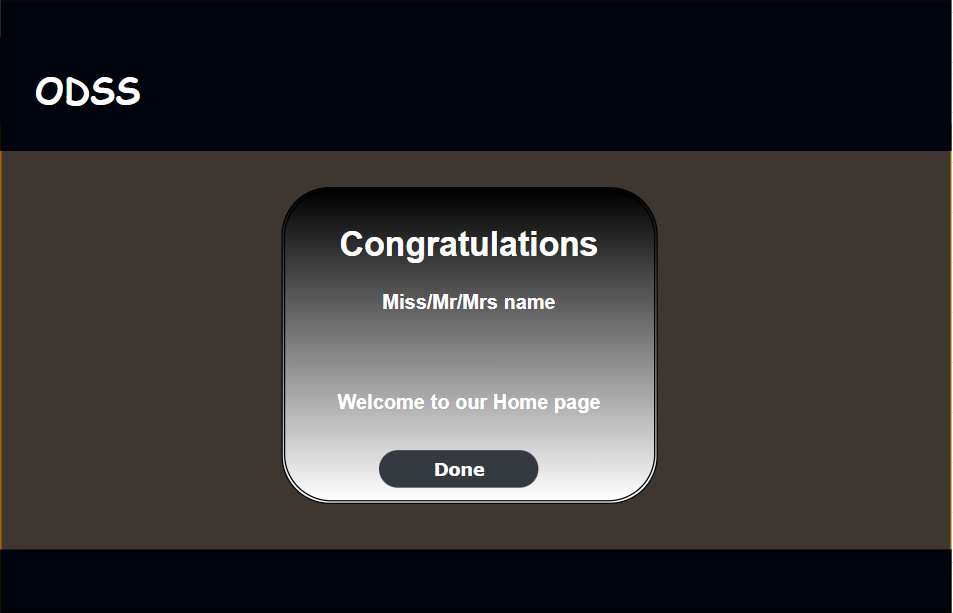 ODSS
Congratulations
Miss/Mr/Mrs name
Welcome to our Home page
Done